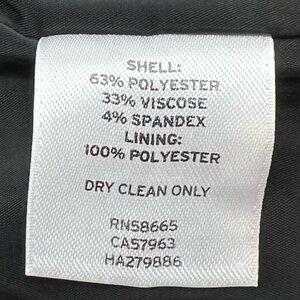 SHELL:
63% POLYESTER
33% VISCOSE
4% SPANDEX
LINING:
100% POLYESTER
DRY CLEAN ONLY
RN58665
CA57963
HA279886